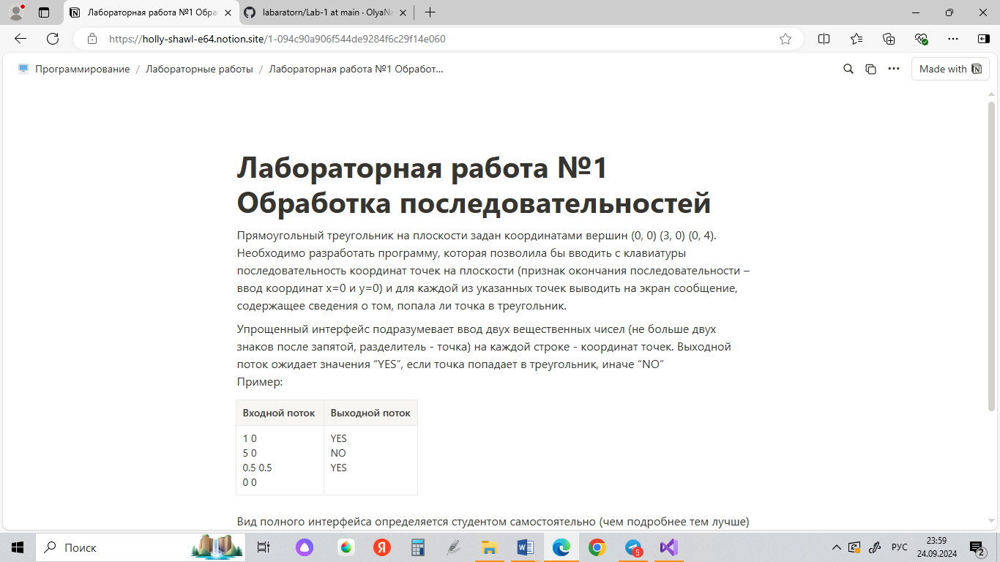 Лабораторная работа №1 Обра
labaratorn/Lab-1 at main · OlyaNa
https://holly-shawl-e64.notion.site/1-094c90a906f544de9284f6c29f14e060
Программирование / Лабораторные работы / Лабораторная работа №1 Обработ...
Made with
Лабораторная работа №1
Обработка последовательностей
Прямоугольный треугольник на плоскости задан координатами вершин (0, 0) (3, 0) (0, 4).
Необходимо разработать программу, которая позволила бы вводить с клавиатуры
последовательность координат точек на плоскости (признак окончания последовательности –
ввод координат x=0 и y=0) и для каждой из указанных точек выводить на экран сообщение,
содержащее сведения о том, попала ли точка в треугольник.
Упрощенный интерфейс подразумевает ввод двух вещественных чисел (не больше двух
знаков после запятой, разделитель - точка) на каждой строке - координат точек. Выходной
поток ожидает значения “YES”, если точка попадает в треугольник, иначе “NO”
Пример:
Входной поток Выходной поток
1 0 YES
5 0 NO
0.5 0.5 YES
0 0
Вид полного интерфейса определяется студентом самостоятельно (чем подробнее тем лучше)
Поиск
5
РУС
23:59
24.09.2024
2